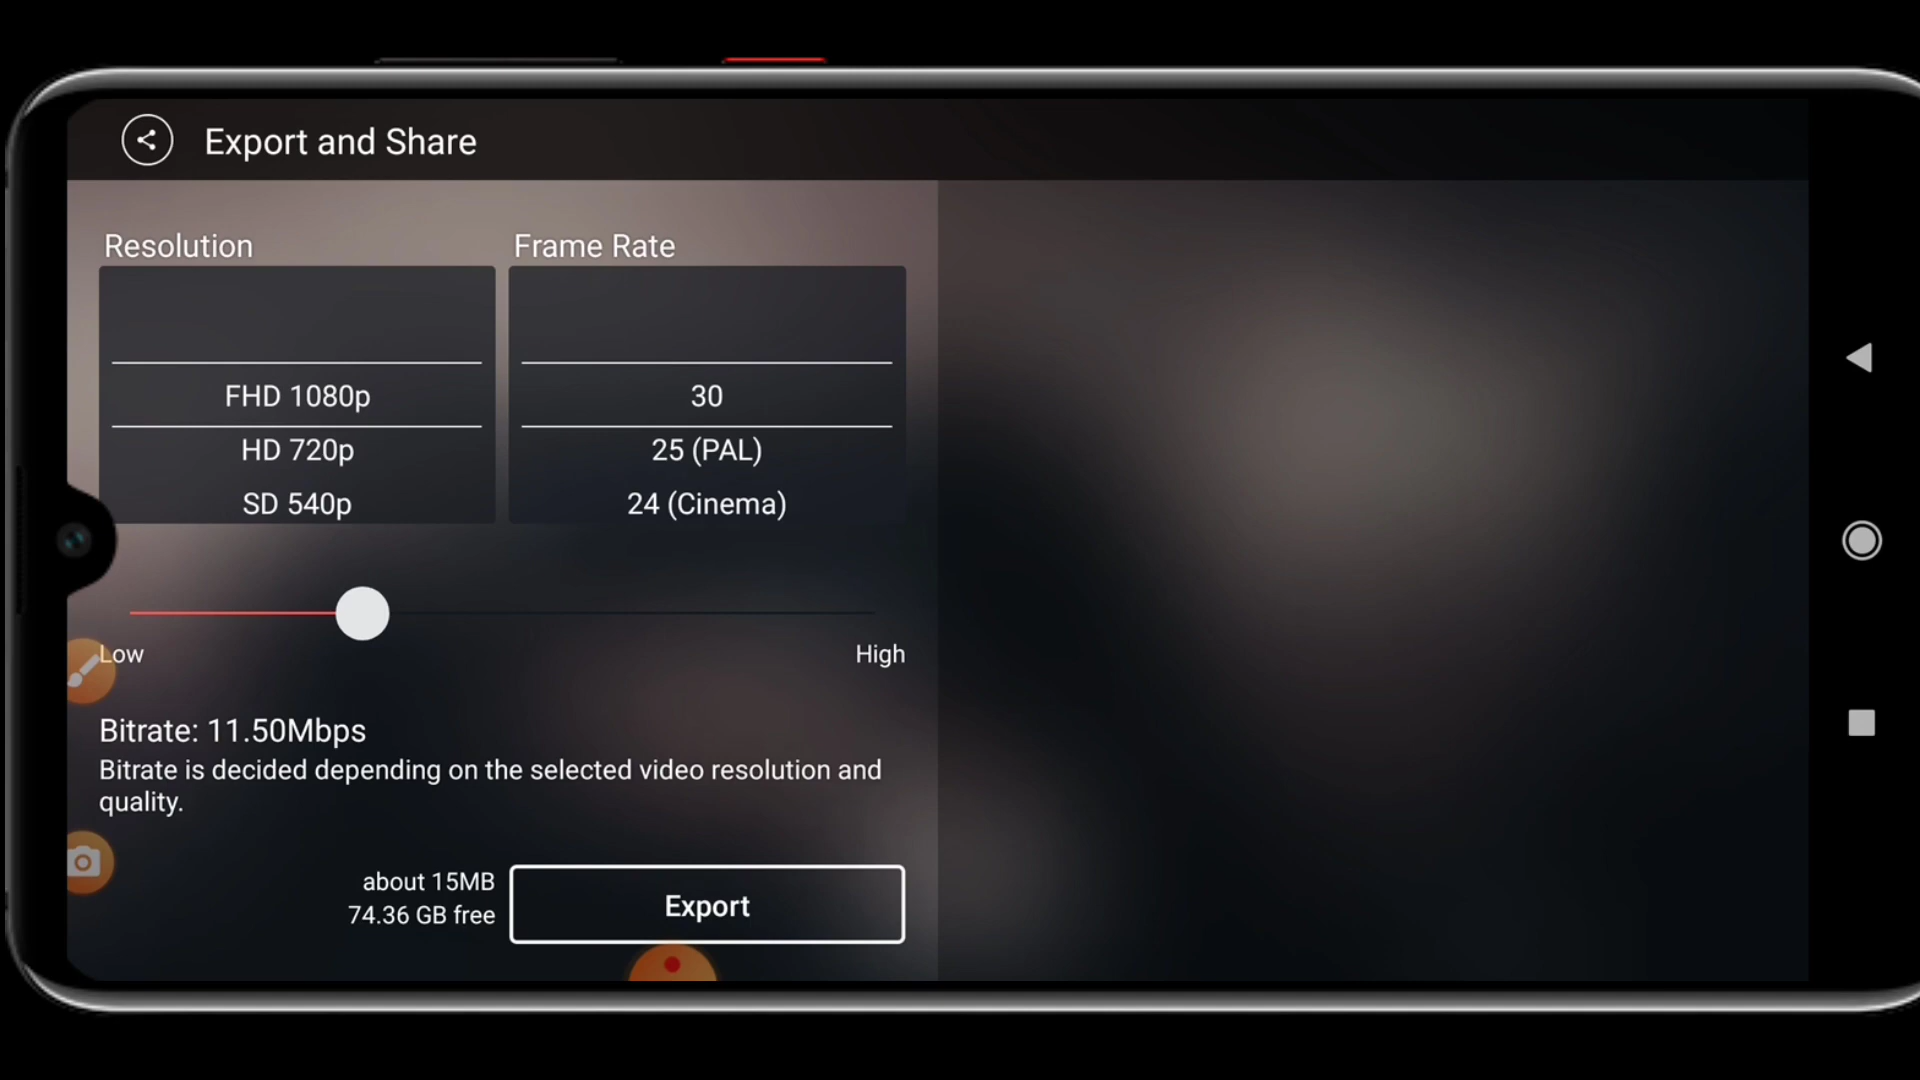 Export and Share
Resolution
Frame Rate
FHD 1080p
30
HD 720p
25 (PAL)
SD 540p
24 (Cinema)
Low
High
Bitrate: 11.50Mbps
Bitrate is decided depending on the selected video resolution and
quality.
about 15MB
74.36 GB free
Export